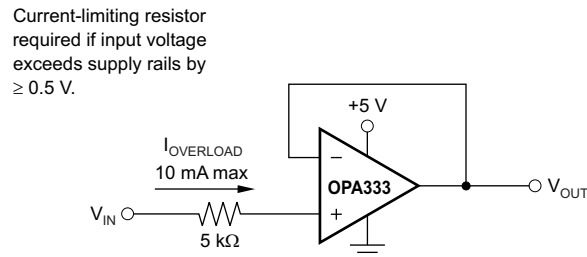 Current-limiting resistor
required if input voltage
exceeds supply rails by
≥ 0.5 V.
+5 V
I_OVERLOAD
10 mA max
−
OPA333
V_OUT
V_IN
+
5 kΩ